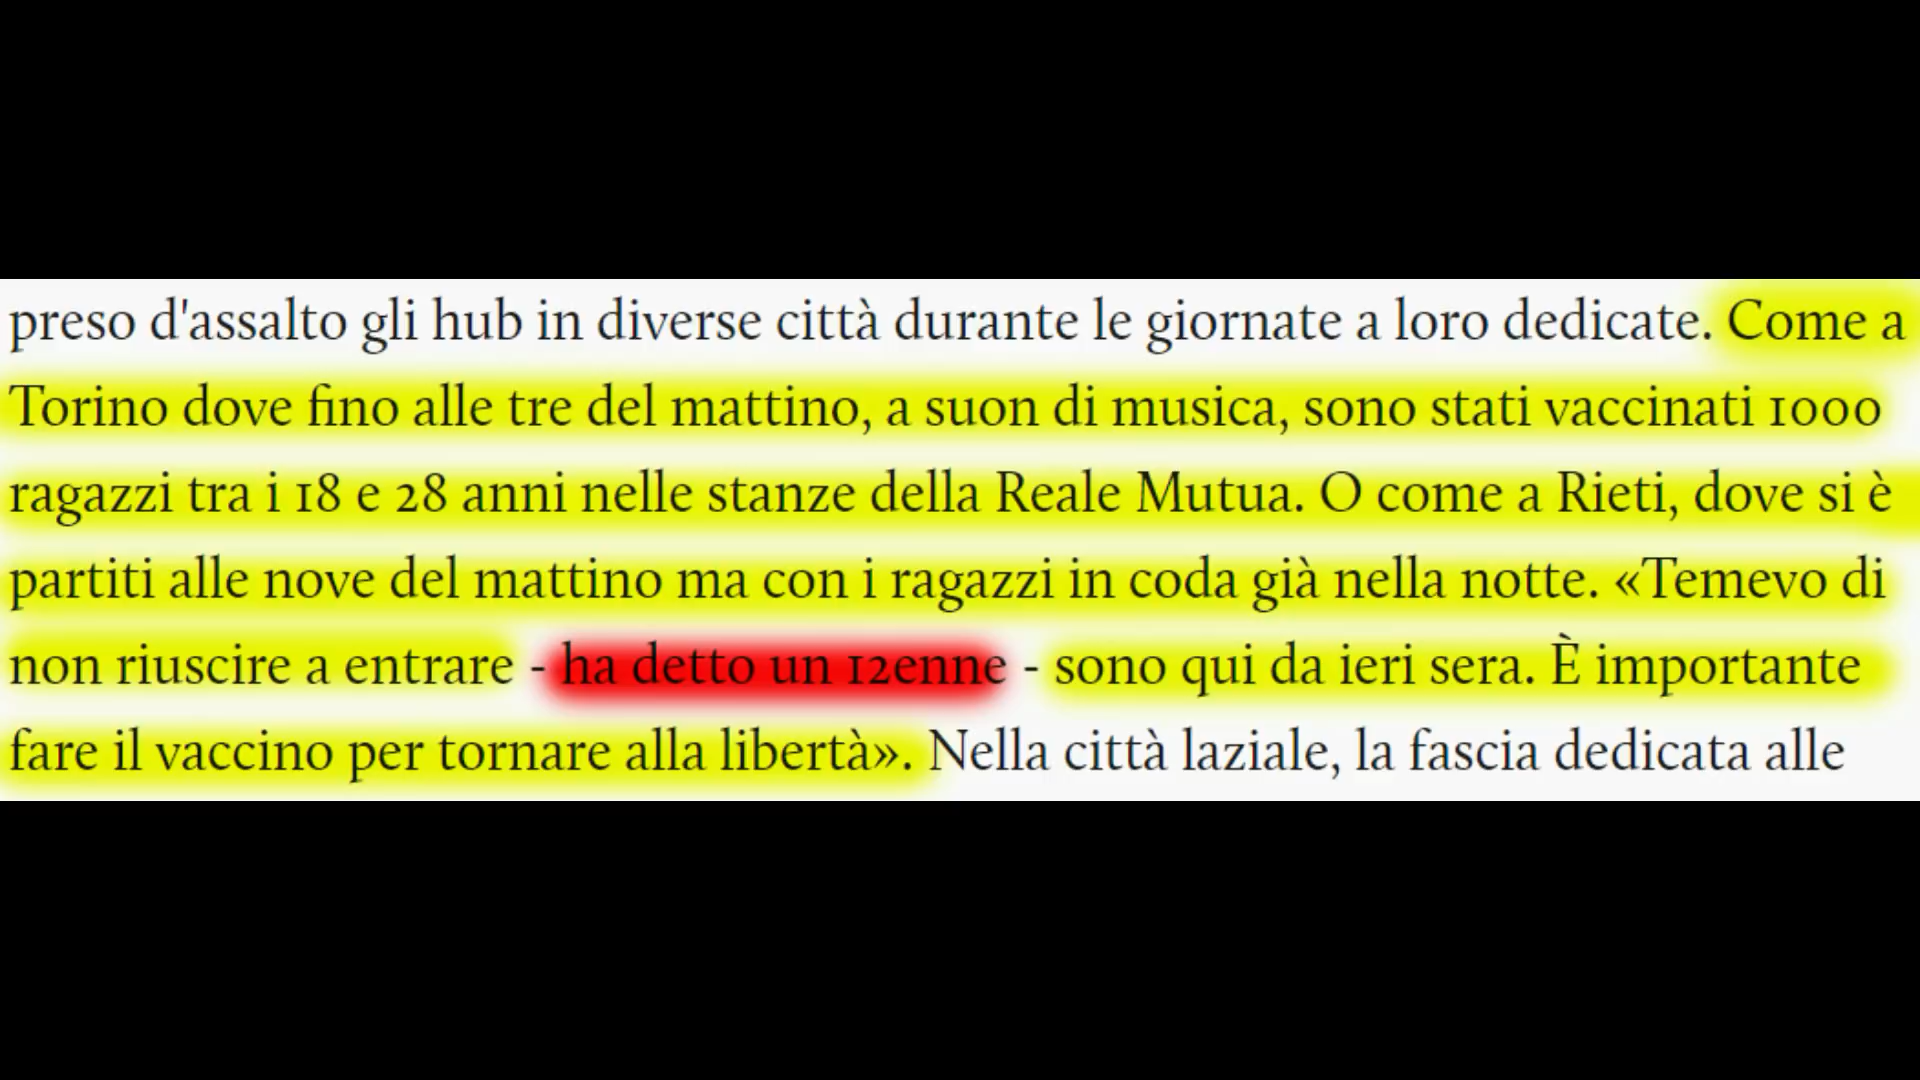 preso d'assalto gli hub in diverse città durante le giornate a loro dedicate. Come a
Torino dove fino alle tre del mattino, a suon di musica, sono stati vaccinati 1000
ragazzi tra i 18 e 28 anni nelle stanze della Reale Mutua. O come a Rieti, dove si è
partiti alle nove del mattino ma con i ragazzi in coda già nella notte. «Temevo di
non riuscire a entrare - ha detto un 12enne - sono qui da ieri sera. È importante
fare il vaccino per tornare alla libertà». Nella città laziale, la fascia dedicata alle